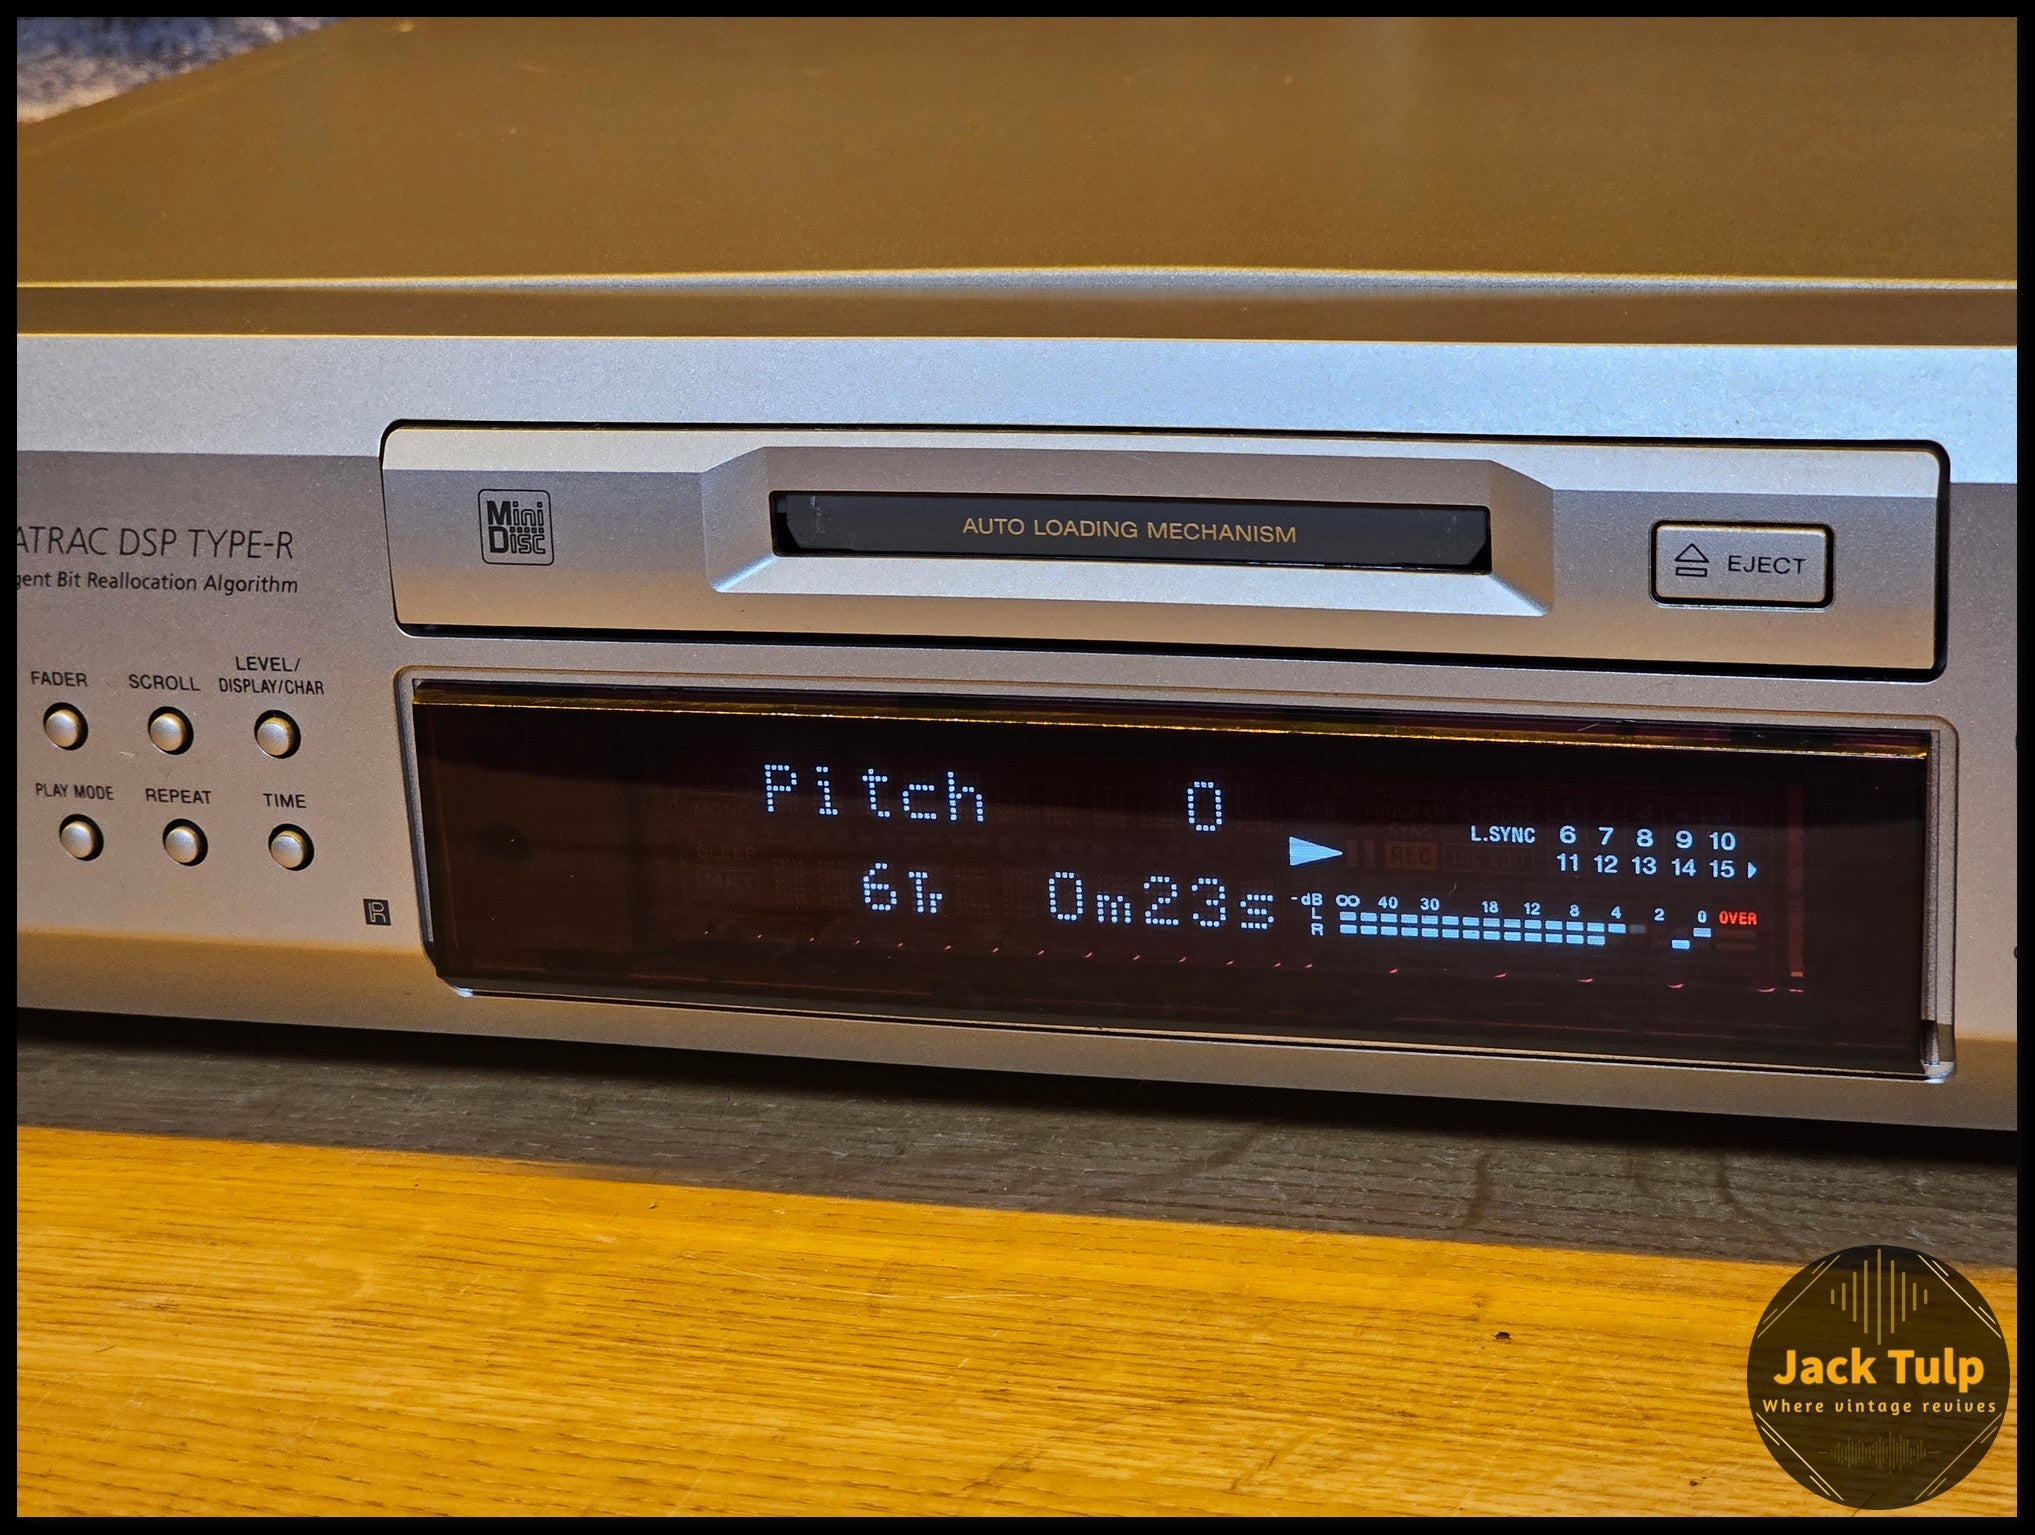 ATRAC DSP TYPE-R
gent Bit Reallocation Algorithm
Mini
Disc
AUTO LOADING MECHANISM
EJECT
FADER
SCROLL
LEVEL/
DISPLAY/CHAR
PLAY MODE
REPEAT
TIME
R
Pitch 0
6Tr 0m23s
L.SYNC 6 7 8 9 10
11 12 13 14 15
-dB ∞ 40 30 18 12 8 4 2 0 OVER
L
R
REC
Jack Tulp
Where vintage revives